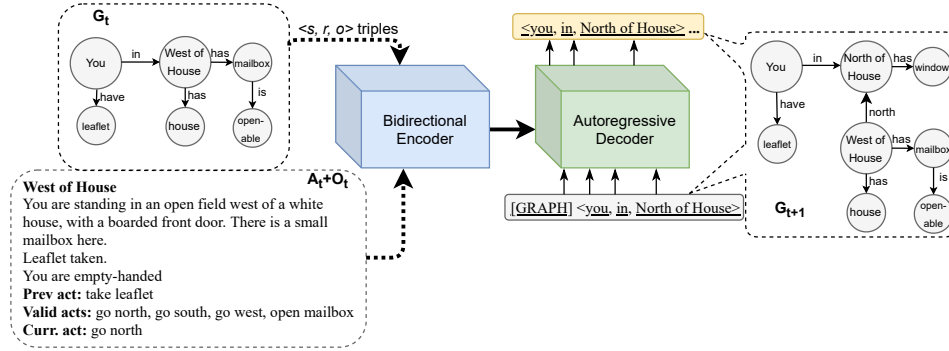 G_t
<s, r, o> triples
You
in
West of
House
has
mailbox
have
has
is
leaflet
house
open-
able
A_t+O_t
West of House
You are standing in an open field west of a white
house, with a boarded front door. There is a small
mailbox here.
Leaflet taken.
You are empty-handed
Prev act: take leaflet
Valid acts: go north, go south, go west, open mailbox
Curr. act: go north
Bidirectional
Encoder
<you, in, North of House> ...
Autoregressive
Decoder
[GRAPH] <you, in, North of House>
You
in
North of
House
has
window
have
north
leaflet
West of
House
has
mailbox
has
is
house
open-
able
G_{t+1}